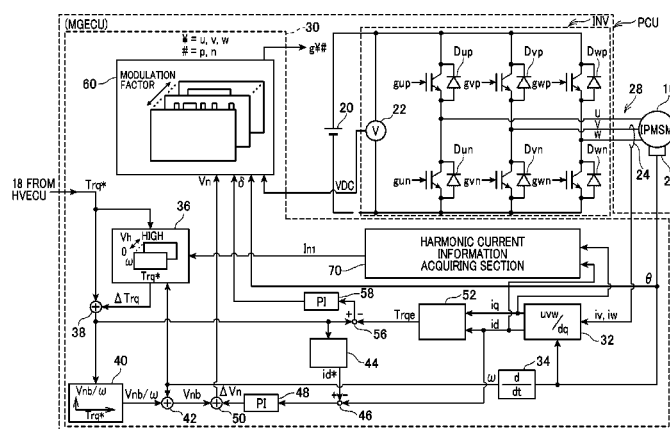 (MGECU)
30
INV
PCU
¥ = u, v, w
# = p, n
g¥#
60
MODULATION
FACTOR
20
22
V
Dup
Dvp
Dwp
gup
gvp
gwp
28
U
V
W
IPMSM
24
Dun
Dvn
Dwn
gun
gvn
gwn
VDC
Vn
δ
18 FROM
HVECU
Trq*
36
HIGH
Vh
0
ω
Trq*
In1
HARMONIC CURRENT
INFORMATION
ACQUIRING SECTION
70
θ
ΔTrq
38
PI
58
52
iq
id
uvw/dq
iv, iw
32
Trqe
+
−
56
44
id*
34
d
dt
ω
40
Vnb/ω
Trq*
Vnb/ω
42
Vnb
50
ΔVn
PI
48
+
−
46